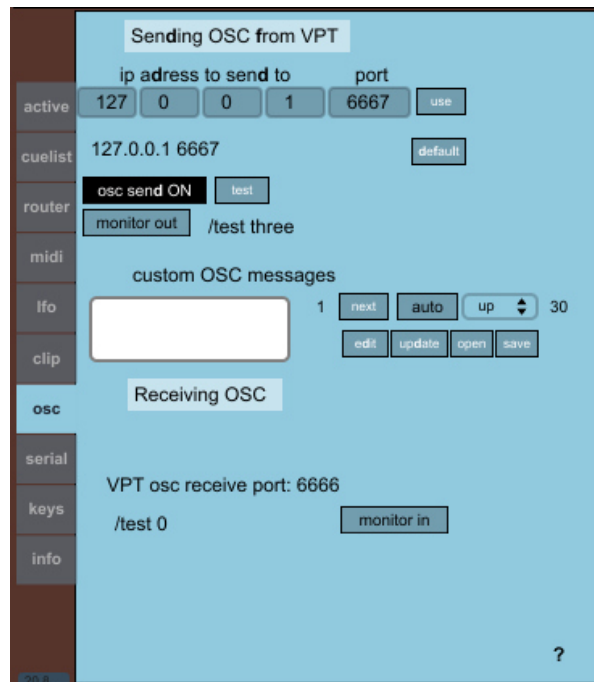 Sending OSC from VPT
ip adress to send to port
active 127 0 0 1 6667 use
cuelist 127.0.0.1 6667 default
osc send ON test
router
monitor out /test three
midi
custom OSC messages
lfo 1 next auto up 30
edit update open save
clip
Receiving OSC
osc
serial
VPT osc receive port: 6666
keys
/test 0 monitor in
info
?